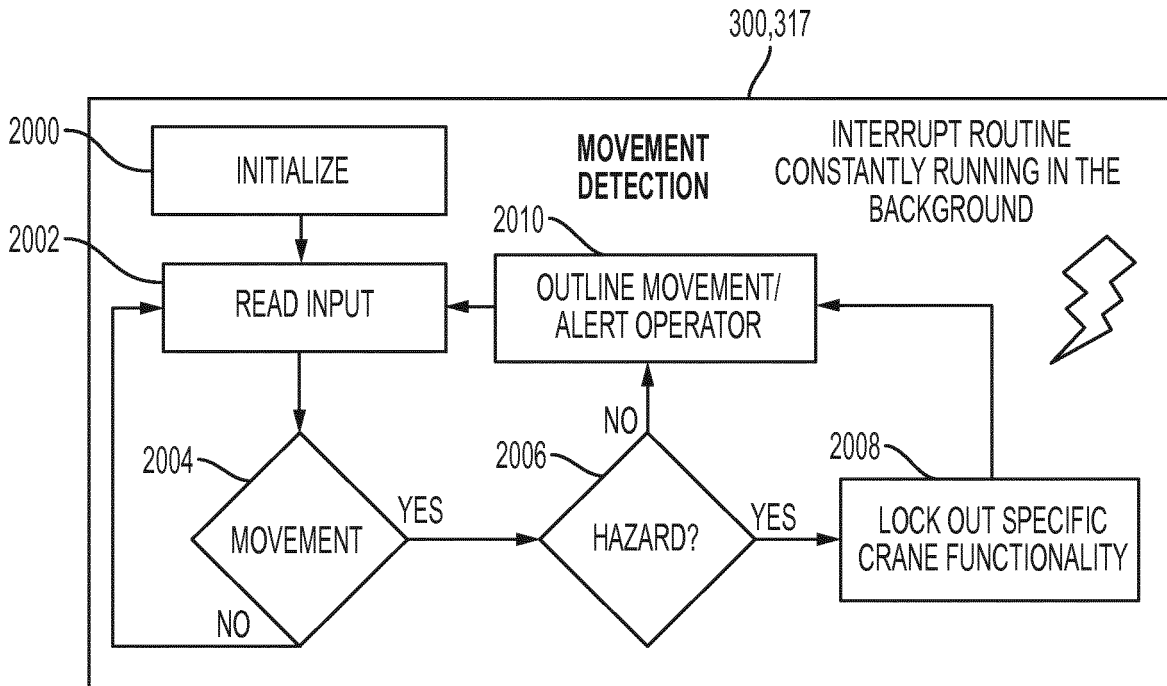 300,317
2000
INITIALIZE
MOVEMENT
DETECTION
INTERRUPT ROUTINE
CONSTANTLY RUNNING IN THE
BACKGROUND
2002
READ INPUT
2010
OUTLINE MOVEMENT/
ALERT OPERATOR
2004
MOVEMENT
YES
NO
2006
HAZARD?
NO
YES
2008
LOCK OUT SPECIFIC
CRANE FUNCTIONALITY